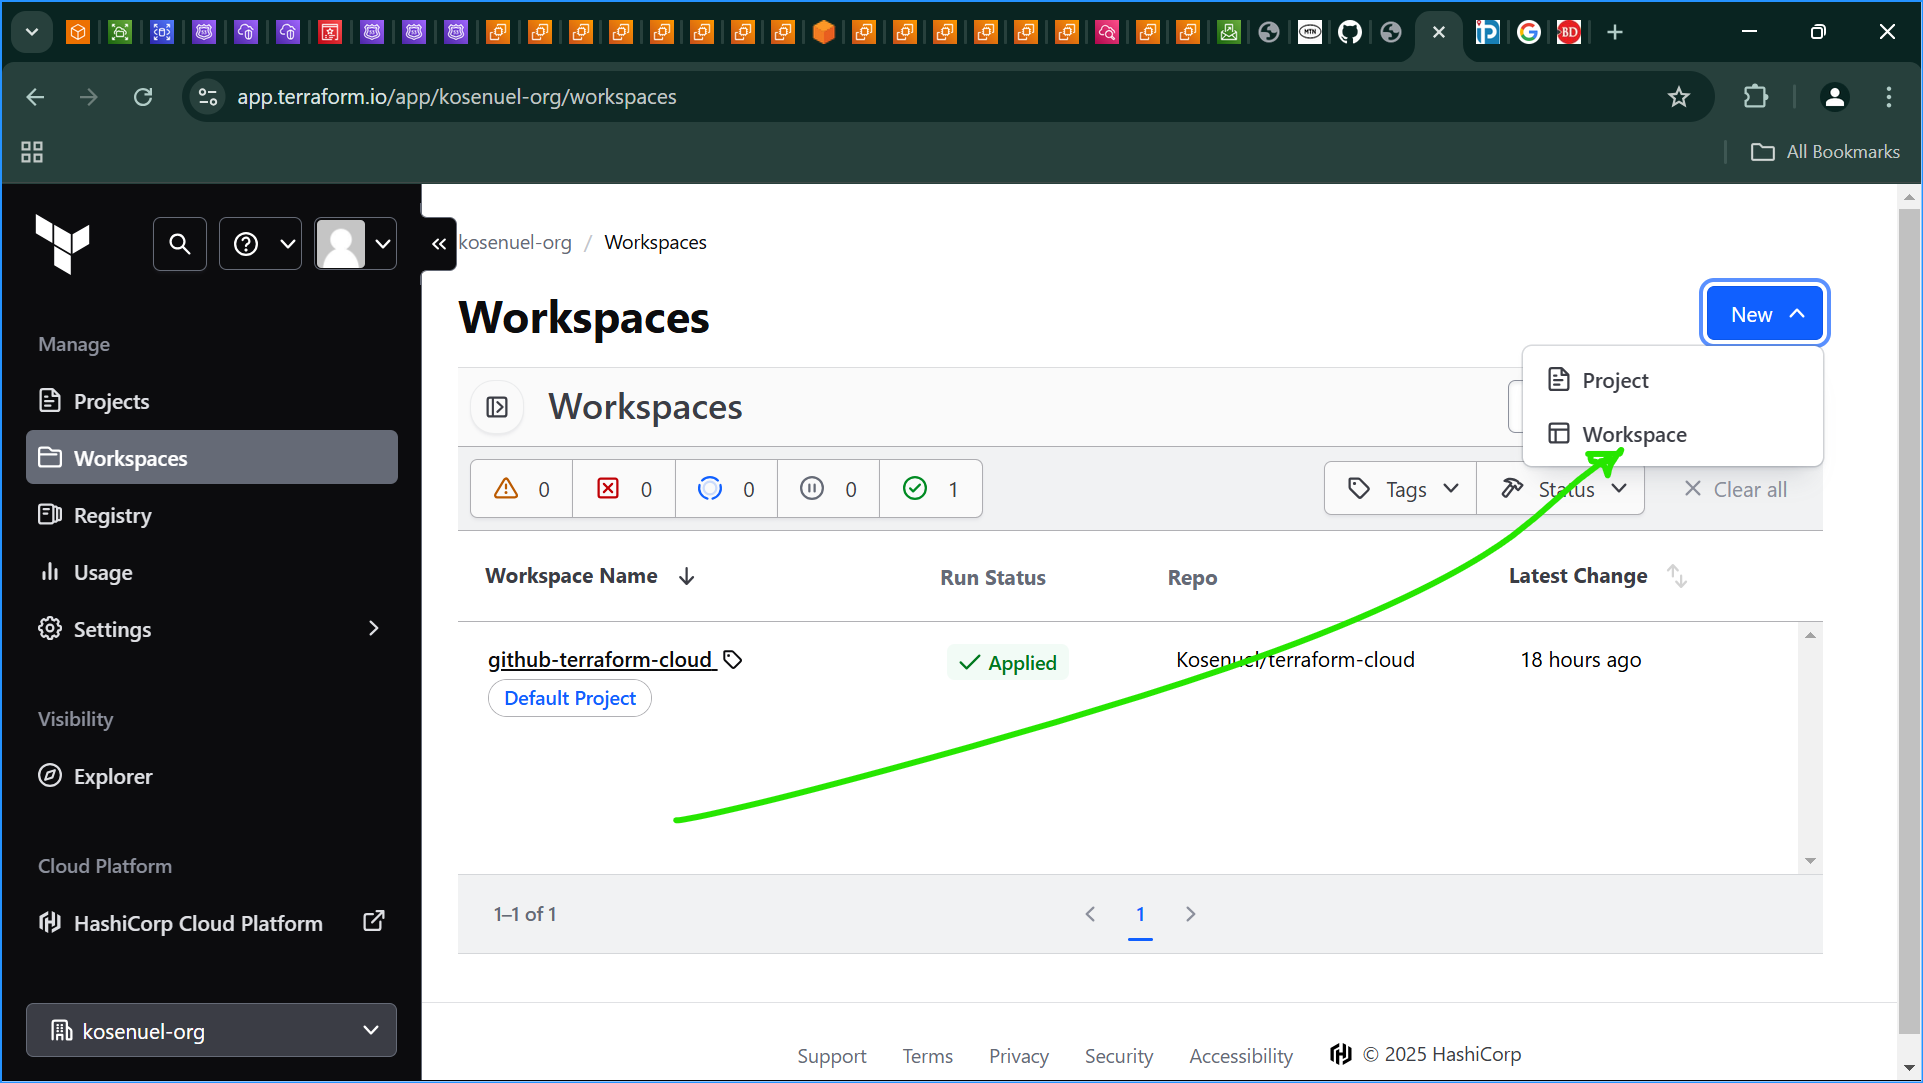 MTN
P
G
BD
app.terraform.io/app/kosenuel-org/workspaces
All Bookmarks
kosenuel-org / Workspaces
Workspaces
New
Manage
Project
Projects
Workspaces
Workspace
Workspaces
0 0 0 0 1
Tags Status Clear all
Registry
Usage
Workspace Name Run Status Repo Latest Change
Settings
github-terraform-cloud Applied Kosenuel/terraform-cloud 18 hours ago
Default Project
Visibility
Explorer
Cloud Platform
HashiCorp Cloud Platform
1–1 of 1 1
kosenuel-org
Support Terms Privacy Security Accessibility © 2025 HashiCorp